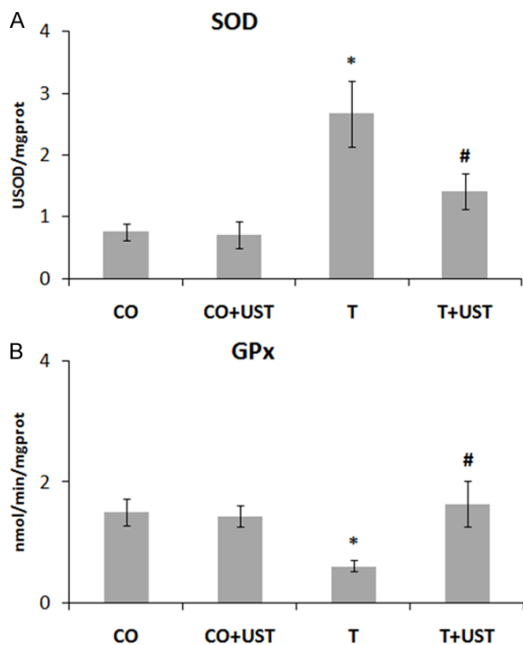 A
SOD
USOD/mgprot
4
3
2
1
0
*
#
CO CO+UST T T+UST
B
GPx
nmol/min/mgprot
4
2
0
*
#
CO CO+UST T T+UST